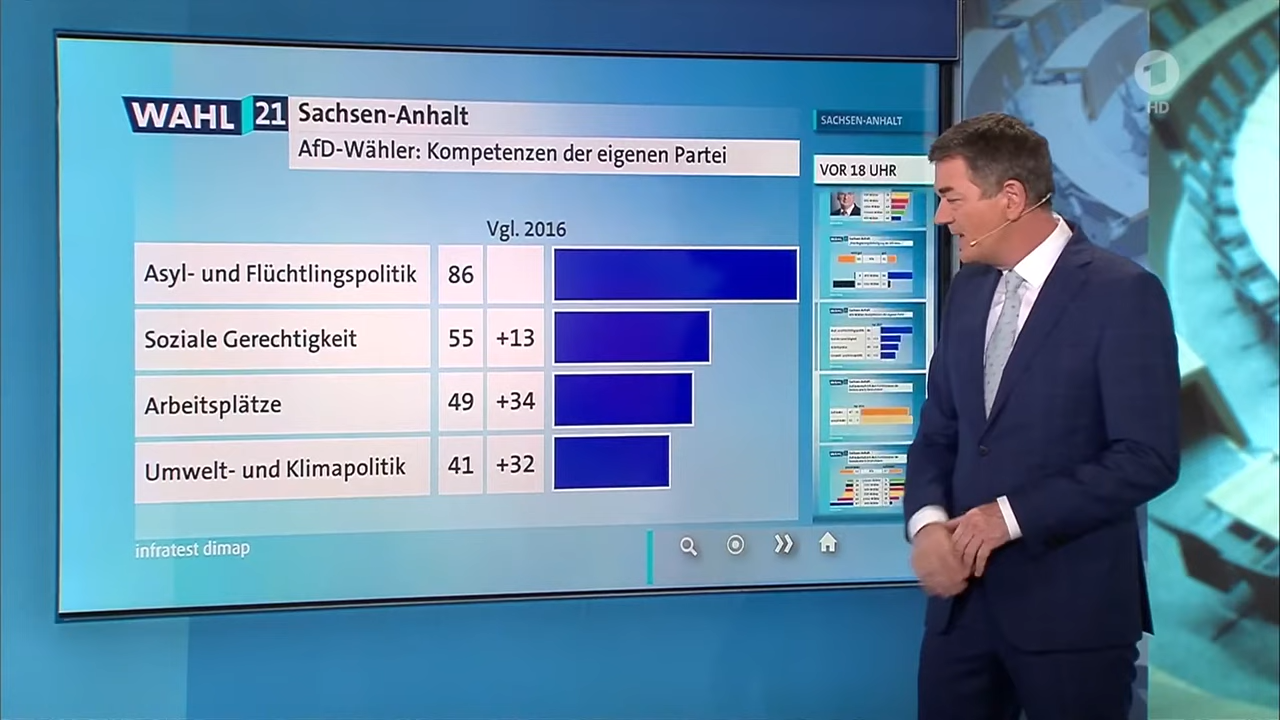 WAHL 21
Sachsen-Anhalt
AfD-Wähler: Kompetenzen der eigenen Partei
Vgl. 2016
Asyl- und Flüchtlingspolitik 86
Soziale Gerechtigkeit 55 +13
Arbeitsplätze 49 +34
Umwelt- und Klimapolitik 41 +32
infratest dimap
SACHSEN-ANHALT
VOR 18 UHR
1
HD